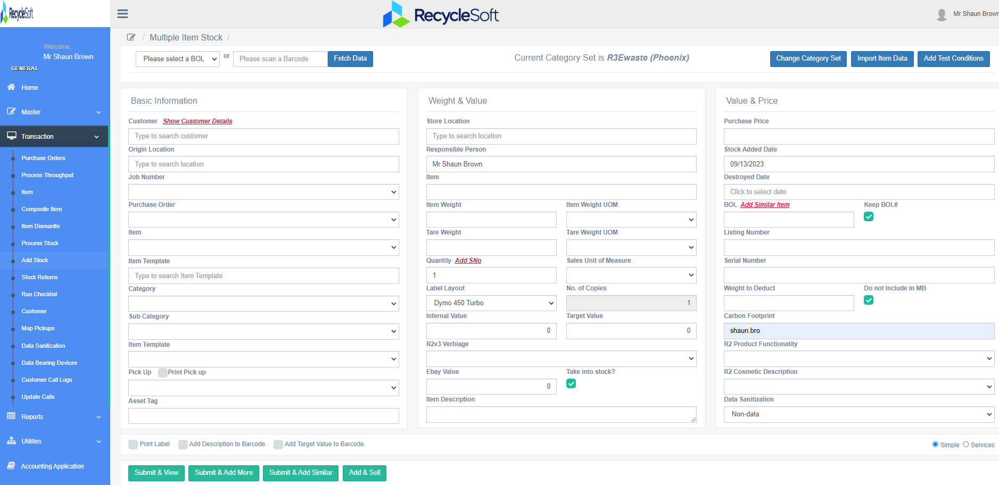 RecycleSoft
RecycleSoft
Mr Shaun Brown
Welcome,
Mr Shaun Brown
GENERAL
Home
Master
Transaction
Purchase Orders
Process Throughput
Item
Composite Item
Item Dismantle
Process Stock
Add Stock
Stock Returns
Run Checklist
Customer
Map Pickups
Data Sanitization
Data Bearing Devices
Customer Call Logs
Update Calls
Reports
Utilities
Accounting Application
/ Multiple Item Stock /
Please select a BOL or Please scan a Barcode Fetch Data
Current Category Set is R3Ewaste (Phoenix)
Change Category Set Import Item Data Add Test Conditions
Basic Information
Customer Show Customer Details
Type to search customer
Origin Location
Type to search location
Job Number
Purchase Order
Item
Item Template
Type to search Item Template
Category
Sub Category
Item Template
Pick Up Print Pick up
Asset Tag
Weight & Value
Store Location
Type to search location
Responsible Person
Mr Shaun Brown
Item
Item Weight Item Weight UOM
Tare Weight Tare Weight UOM
Quantity Add SNo Sales Unit of Measure
1
Label Layout No. of Copies
Dymo 450 Turbo 1
Internal Value Target Value
0 0
R2v3 Verbiage
Ebay Value Take into stock?
0
Item Description
Value & Price
Purchase Price
Stock Added Date
09/13/2023
Destroyed Date
Click to select date
BOL Add Similar Item Keep BOL#
Listing Number
Serial Number
Weight to Deduct Do not Include in MB
Carbon Footprint
shaun.bro
R2 Product Functionality
R2 Cosmetic Description
Data Sanitization
Non-data
Print Label Add Description to Barcode Add Target Value to Barcode
Simple Services
Submit & View Submit & Add More Submit & Add Similar Add & Sell